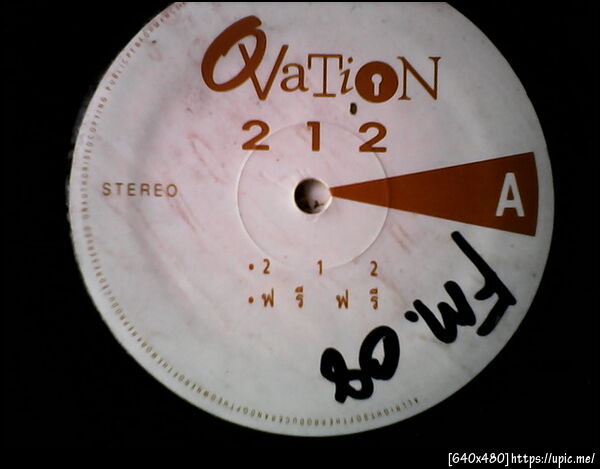 OVATION
2 1 2
STEREO
A
• 2 1 2
• ฟ รี ฟ รี
FM.08
[640x480]https://upic.me/